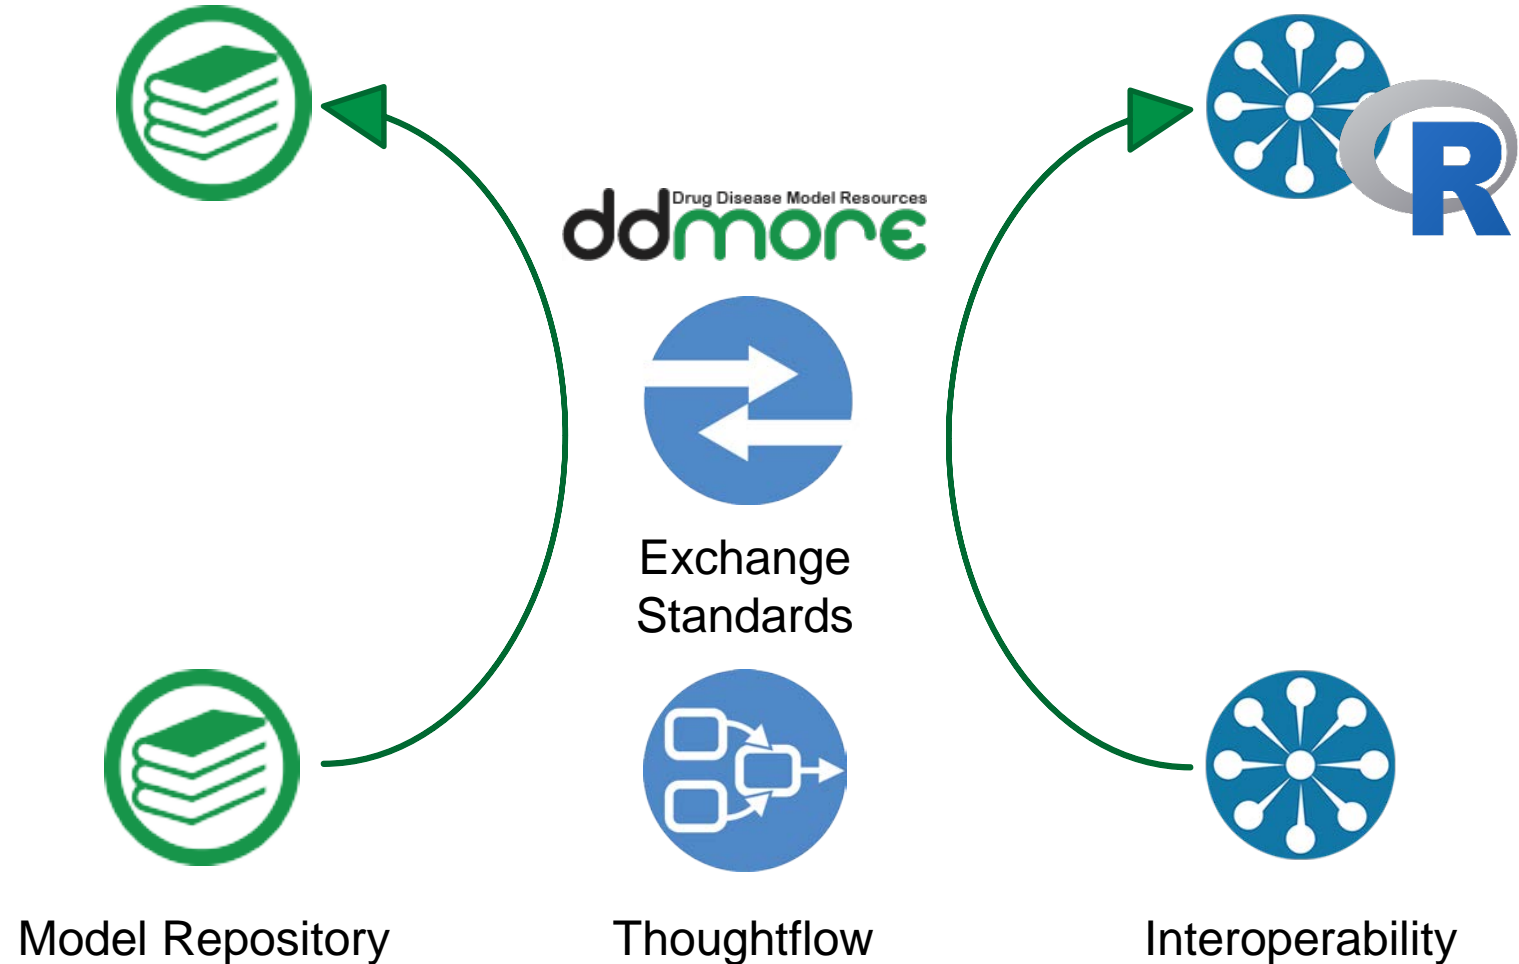 Drug Disease Model Resources
ddmore
R
Exchange
Standards
Model Repository
Thoughtflow
Interoperability